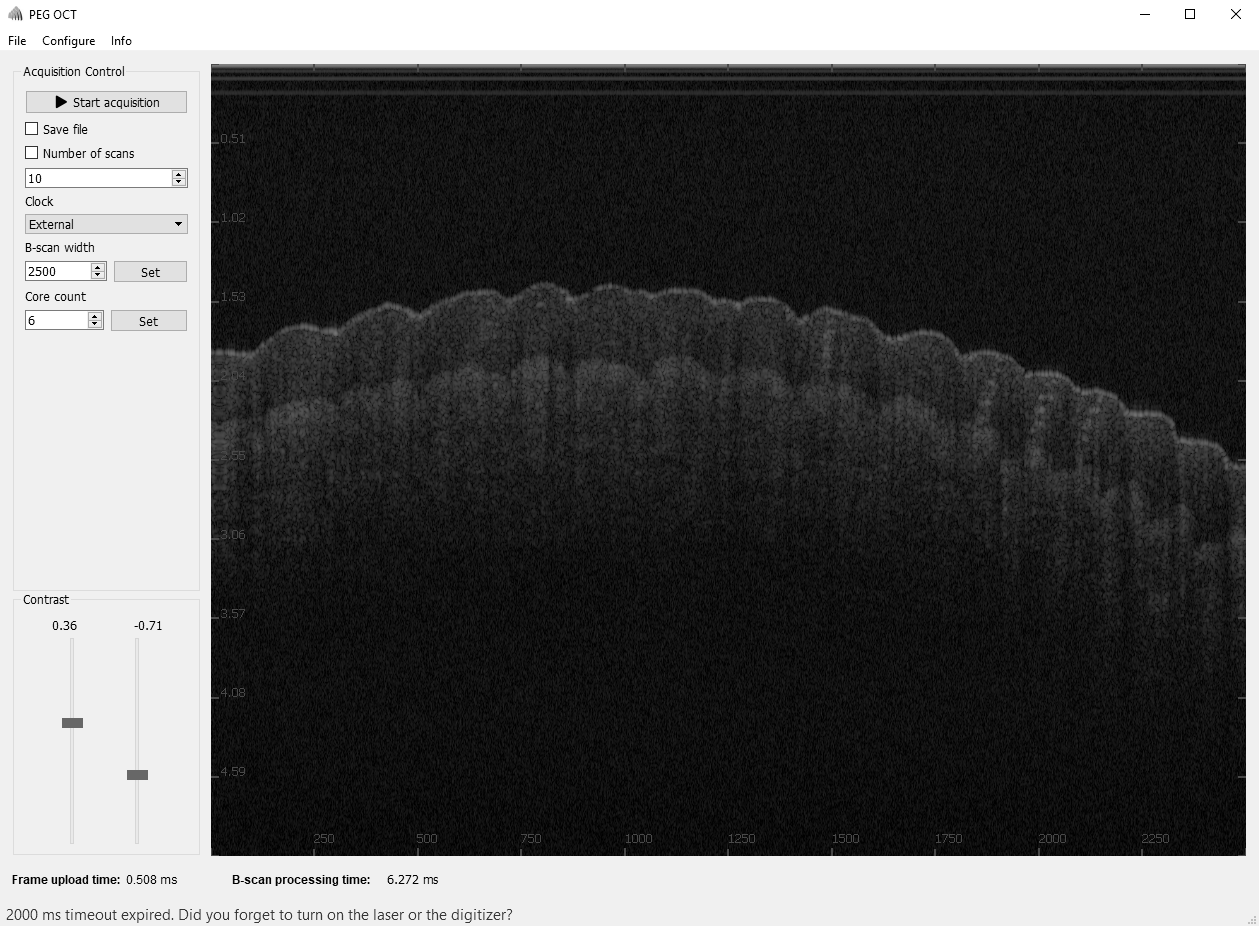 PEG OCT
File Configure Info
Acquisition Control
Start acquisition
Save file
Number of scans
10
Clock
External
B-scan width
2500 Set
Core count
6 Set
Contrast
0.36 -0.71
0.51
1.02
1.53
2.55
3.06
3.57
4.08
4.59
250 500 750 1000 1250 1500 1750 2000 2250
Frame upload time: 0.508 ms B-scan processing time: 6.272 ms
2000 ms timeout expired. Did you forget to turn on the laser or the digitizer?